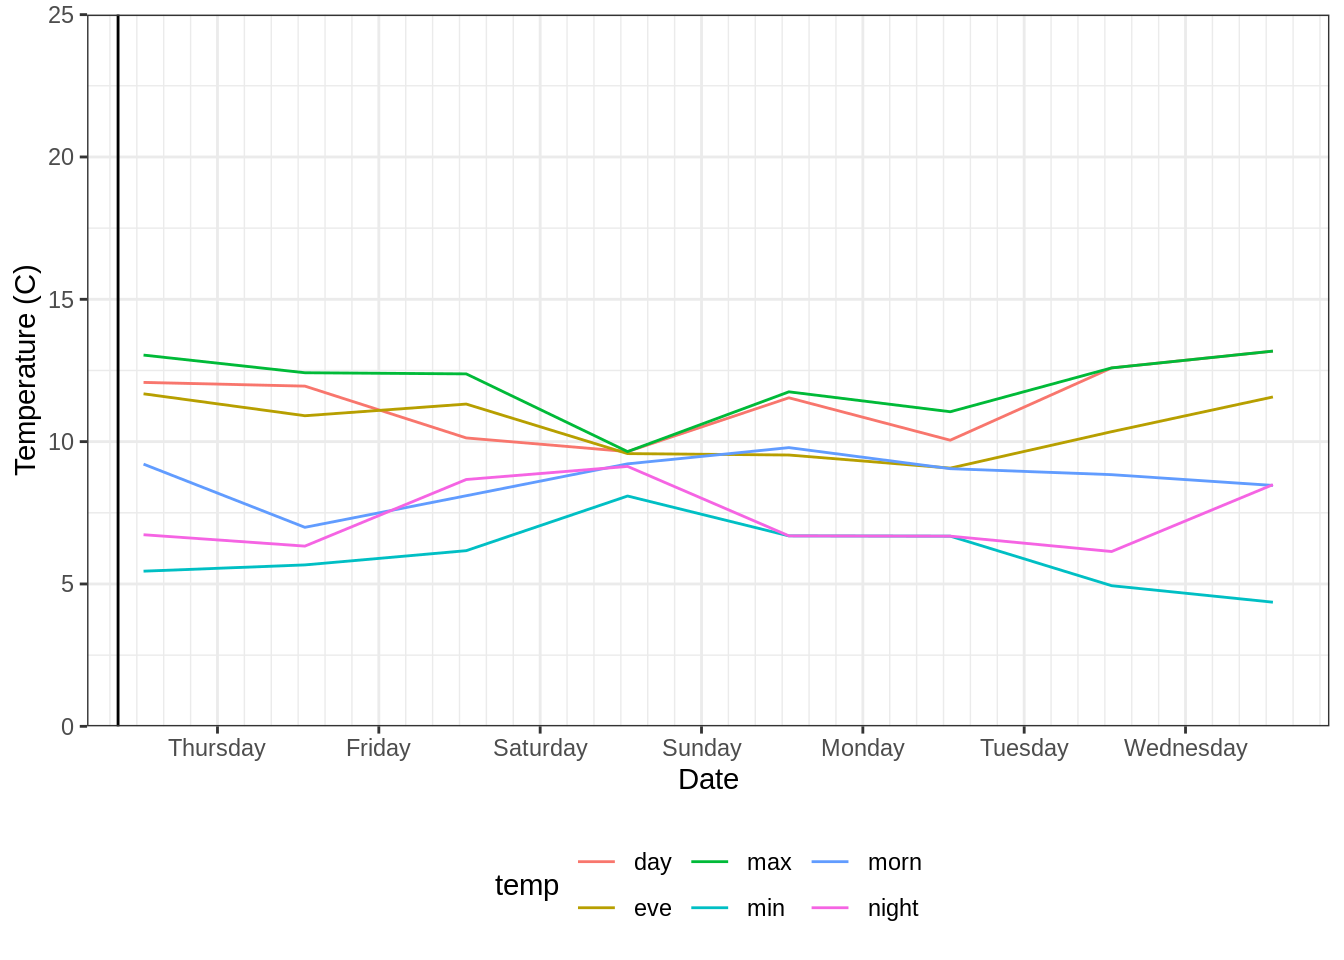 25
20
15
10
5
0
Temperature (C)
Thursday Friday Saturday Sunday Monday Tuesday Wednesday
Date
temp
day max morn
eve min night